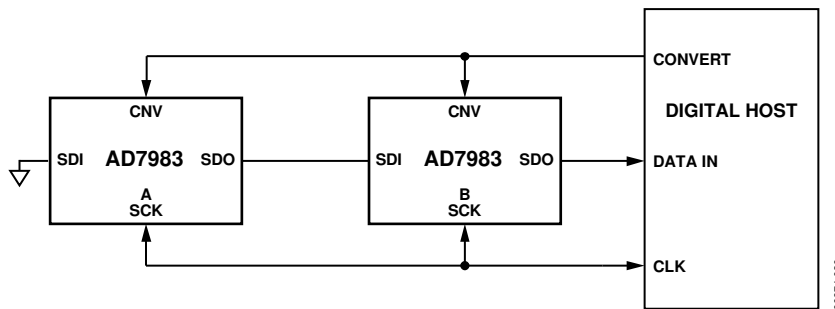 CONVERT
CNV
CNV
DIGITAL HOST
SDI AD7983 SDO
SDI AD7983 SDO
DATA IN
A
SCK
B
SCK
CLK